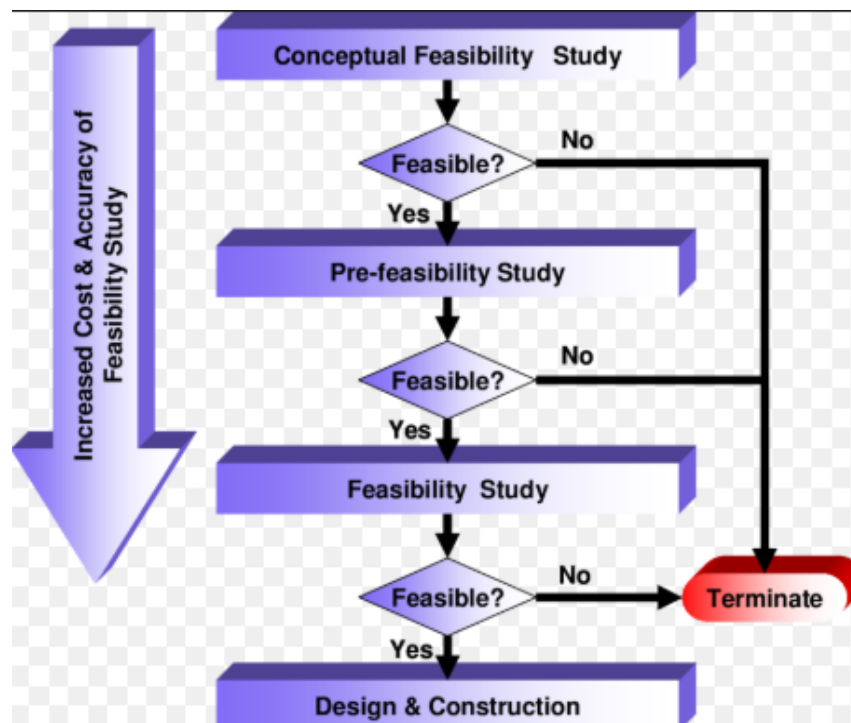 Increased Cost & Accuracy of
Feasibility Study
Conceptual Feasibility Study
Feasible?
No
Yes
Pre-feasibility Study
Feasible?
No
Yes
Feasibility Study
Feasible?
No
Terminate
Yes
Design & Construction